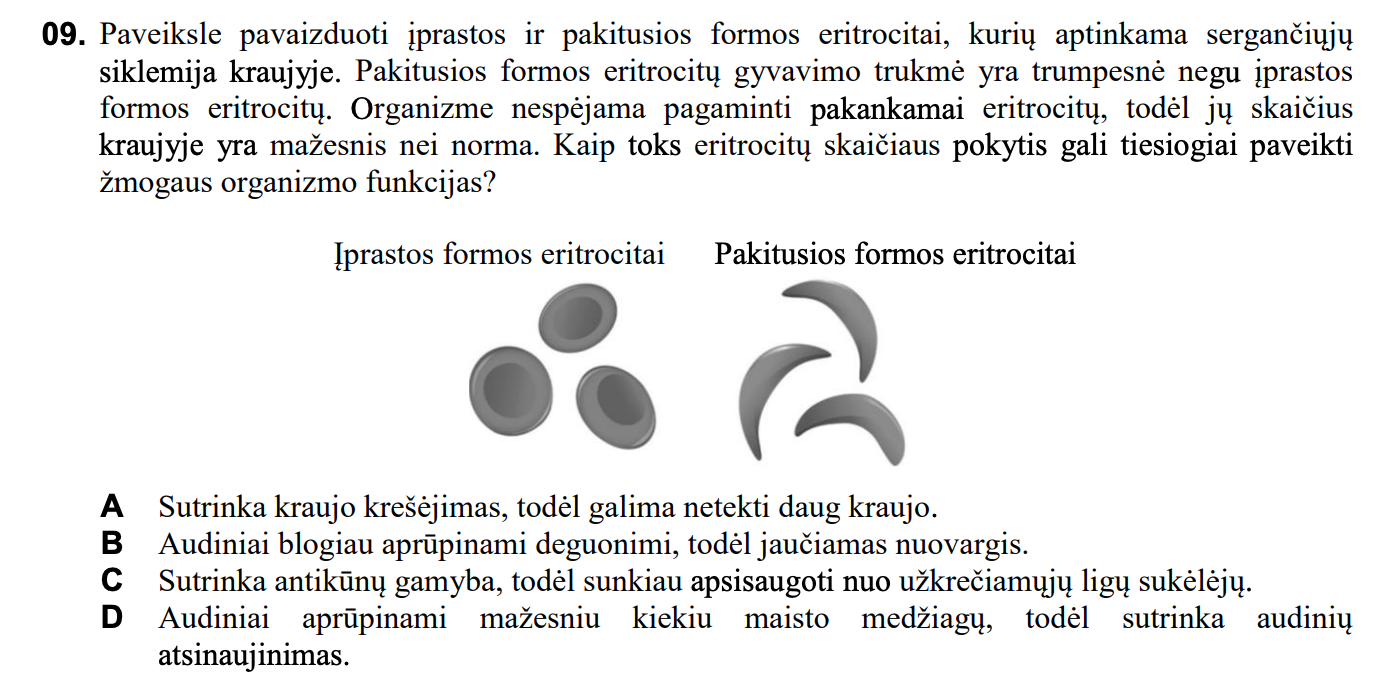 09. Paveiksle pavaizduoti įprastos ir pakitusios formos eritrocitai, kurių aptinkama sergančiųjų
siklemija kraujyje. Pakitusios formos eritrocitų gyvavimo trukmė yra trumpesnė negu įprastos
formos eritrocitų. Organizme nespėjama pagaminti pakankamai eritrocitų, todėl jų skaičius
kraujyje yra mažesnis nei norma. Kaip toks eritrocitų skaičiaus pokytis gali tiesiogiai paveikti
žmogaus organizmo funkcijas?
Įprastos formos eritrocitai Pakitusios formos eritrocitai
A Sutrinka kraujo krešėjimas, todėl galima netekti daug kraujo.
B Audiniai blogiau aprūpinami deguonimi, todėl jaučiamas nuovargis.
C Sutrinka antikūnų gamyba, todėl sunkiau apsisaugoti nuo užkrečiamųjų ligų sukėlėjų.
D Audiniai aprūpinami mažesniu kiekiu maisto medžiagų, todėl sutrinka audinių
atsinaujinimas.